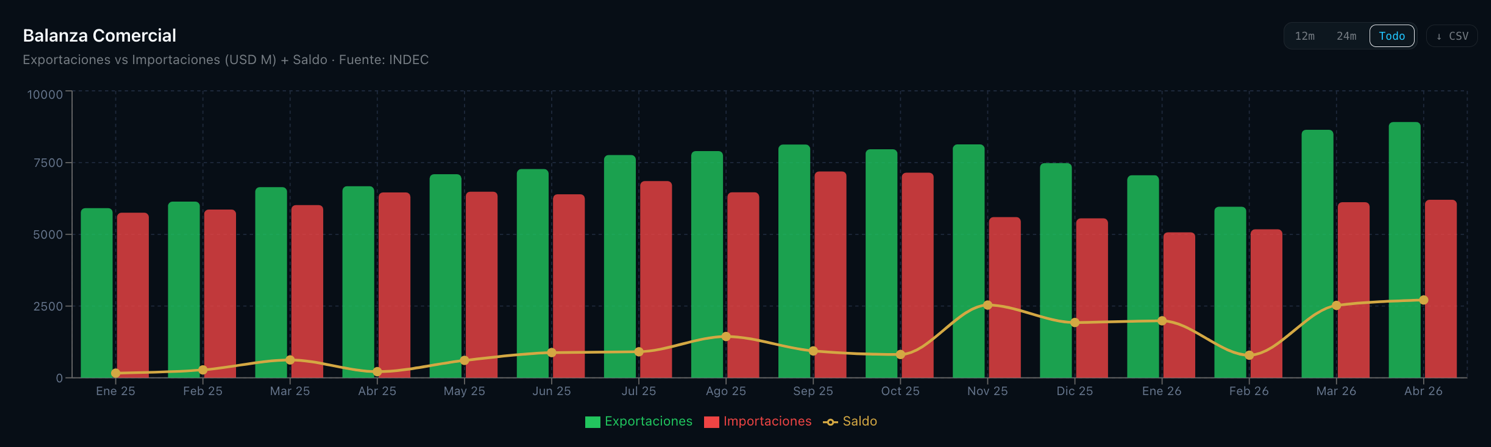 Balanza Comercial
12m 24m Todo ↓ CSV
Exportaciones vs Importaciones (USD M) + Saldo · Fuente: INDEC
10000
7500
5000
2500
0
Ene 25 Feb 25 Mar 25 Abr 25 May 25 Jun 25 Jul 25 Ago 25 Sep 25 Oct 25 Nov 25 Dic 25 Ene 26 Feb 26 Mar 26 Abr 26
Exportaciones Importaciones Saldo